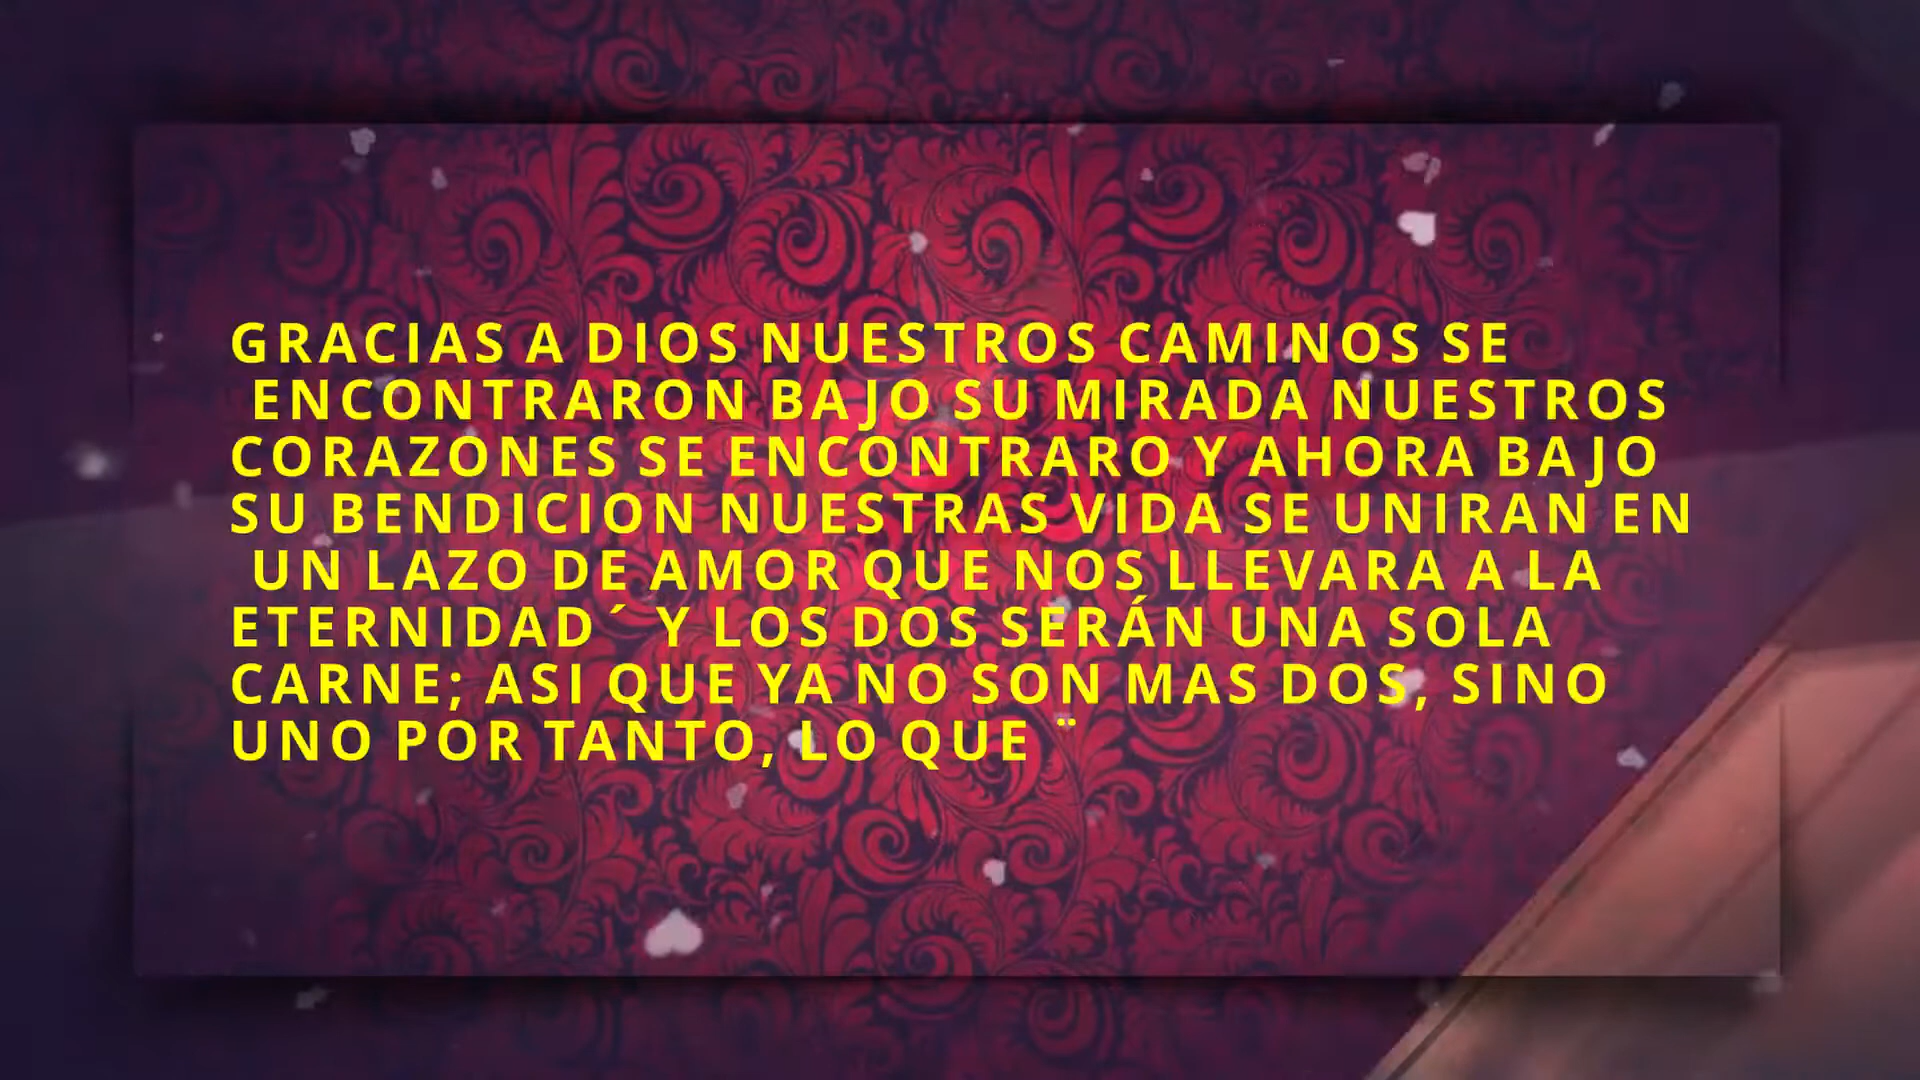 GRACIAS A DIOS NUESTROS CAMINOS SE
ENCONTRARON BAJO SU MIRADA NUESTROS
CORAZONES SE ENCONTRARO Y AHORA BAJO
SU BENDICION NUESTRAS VIDA SE UNIRAN EN
UN LAZO DE AMOR QUE NOS LLEVARA A LA
ETERNIDAD´ Y LOS DOS SERÁN UNA SOLA
CARNE; ASI QUE YA NO SON MAS DOS, SINO
UNO POR TANTO, LO QUE ¨